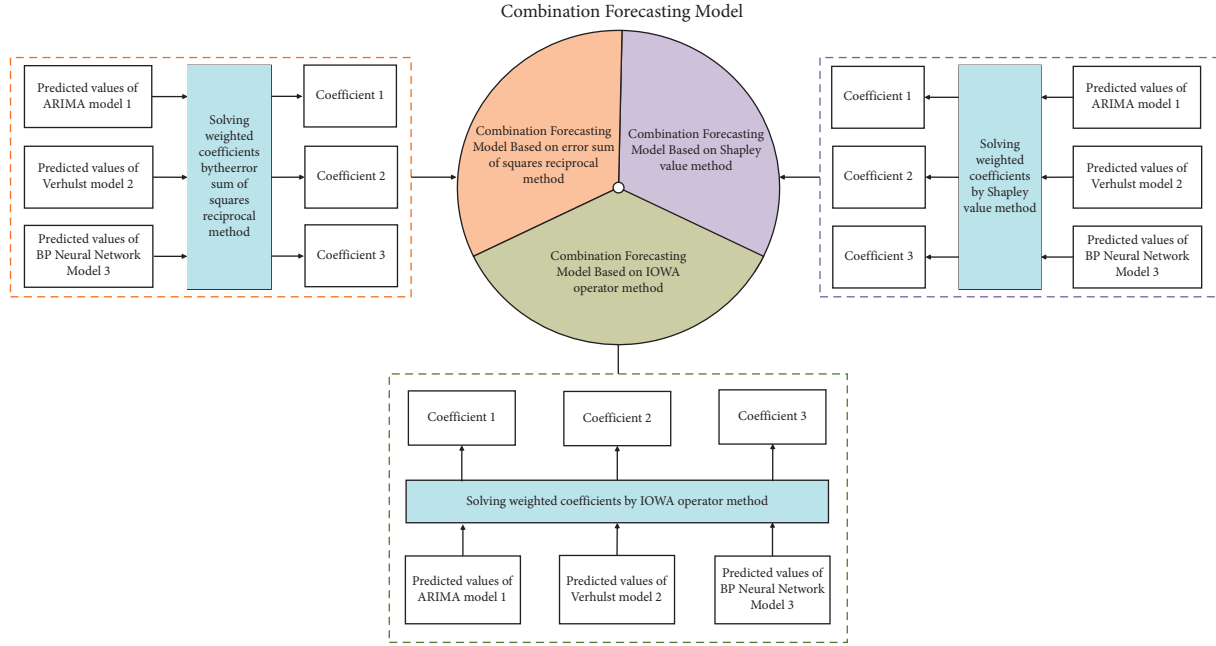 Combination Forecasting Model
Predicted values of
ARIMA model 1
Predicted values of
Verhulst model 2
Predicted values of
BP Neural Network
Model 3
Solving
weighted
coefficients
bytheerror
sum of
squares
reciprocal
method
Coefficient 1
Coefficient 2
Coefficient 3
Combination Forecasting
Model Based on error sum
of squares reciprocal
method
Combination Forecasting
Model Based on Shapley
value method
Combination Forecasting
Model Based on IOWA
operator method
Coefficient 1
Coefficient 2
Coefficient 3
Solving
weighted
coefficients
by Shapley
value method
Predicted values of
ARIMA model 1
Predicted values of
Verhulst model 2
Predicted values of
BP Neural Network
Model 3
Coefficient 1
Coefficient 2
Coefficient 3
Solving weighted coefficients by IOWA operator method
Predicted values of
ARIMA model 1
Predicted values of
Verhulst model 2
Predicted values of
BP Neural Network
Model 3